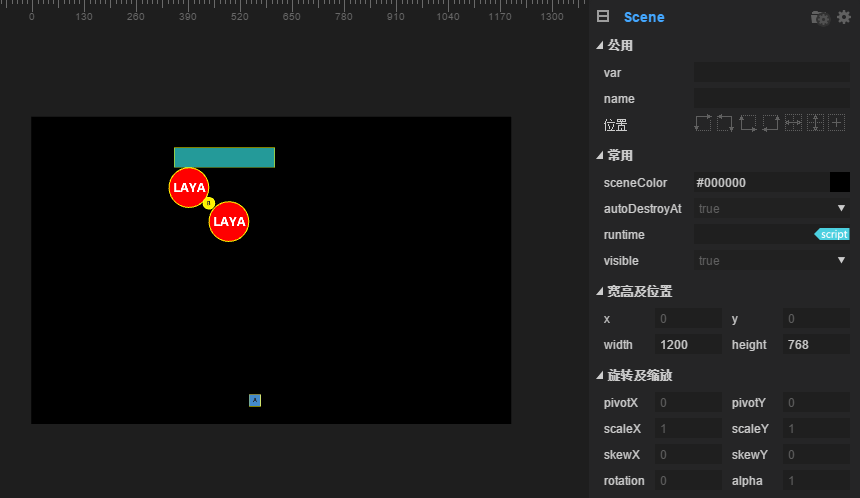 0 130 260 390 520 650 780 910 1040 1170 1300
LAYA
B
LAYA
A
Scene
公用
var
name
位置
常用
sceneColor #000000
autoDestroyAt true
runtime script
visible true
宽高及位置
x 0 y 0
width 1200 height 768
旋转及缩放
pivotX 0 pivotY 0
scaleX 1 scaleY 1
skewX 0 skewY 0
rotation 0 alpha 1